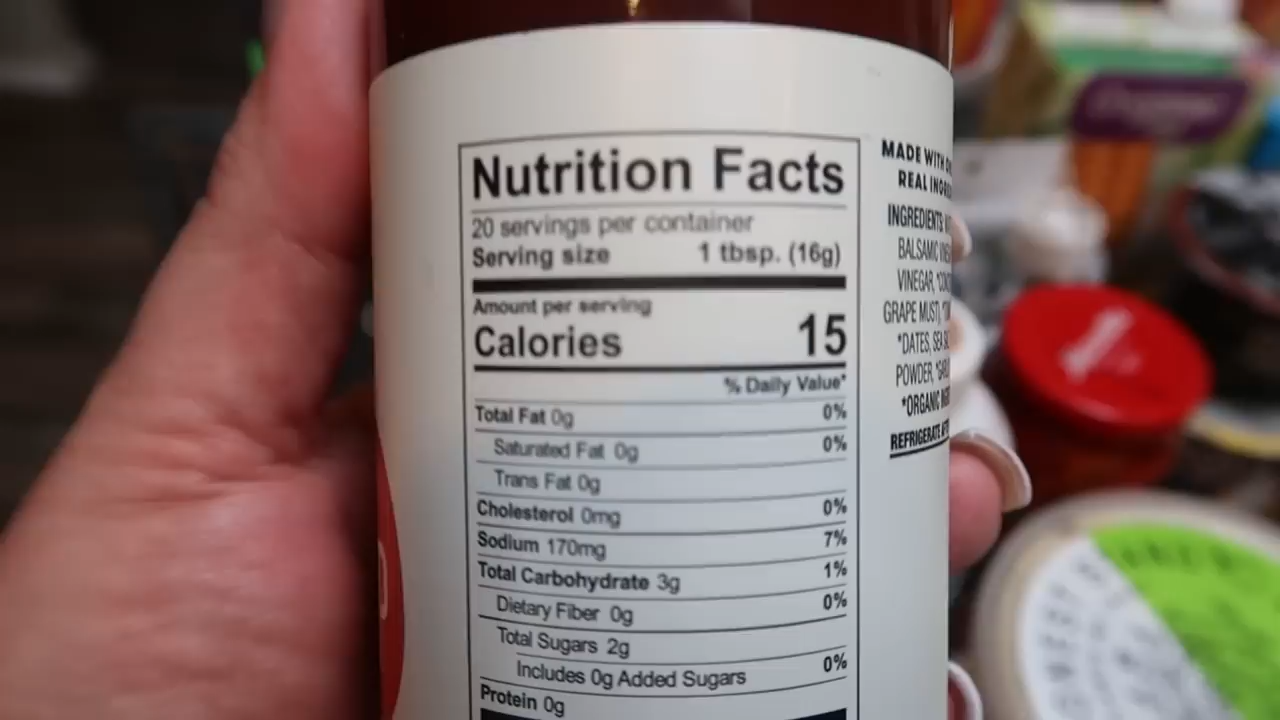 Nutrition Facts
20 servings per container
Serving size 1 tbsp. (16g)
Amount per serving
Calories 15
% Daily Value*
Total Fat 0g 0%
Saturated Fat 0g 0%
Trans Fat 0g
Cholesterol 0mg 0%
Sodium 170mg 7%
Total Carbohydrate 3g 1%
Dietary Fiber 0g 0%
Total Sugars 2g
Includes 0g Added Sugars 0%
Protein 0g
MADE WITH
REAL
INGREDIENTS:
BALSAMIC
VINEGAR,
GRAPE MUST),
*DATES, SEA
POWDER,
*ORGANIC
REFRIGERATE